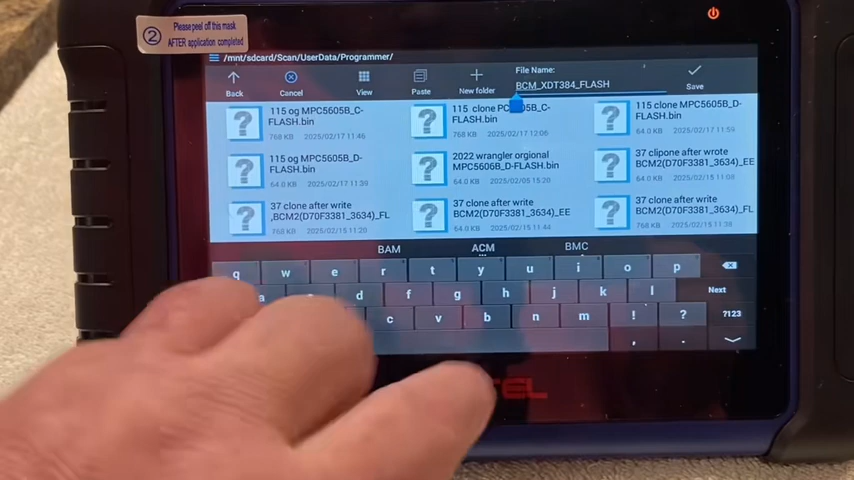 2
Please peel off this mask
AFTER application completed
/mnt/sdcard/Scan/UserData/Programmer/
Back
Cancel
View
Paste
New folder
File Name:
BCM_XDT384_FLASH
Save
115 og MPC5605B_C-
FLASH.bin
768 KB 2025/02/17 11:46
115 clone
FLASH.bin
768 KB 2025/02/17 12:06
115 clone MPC5605B_D-
FLASH.bin
64.0 KB 2025/02/17 11:59
115 og MPC5605B_D-
FLASH.bin
64.0 KB 2025/02/17 11:39
2022 wrangler orgional
MPC5606B_D-FLASH.bin
64.0 KB 2025/02/05 15:20
37 clipone after wrote
BCM2(D70F3381_3634)_EE
64.0 KB 2025/02/15 11:08
37 clone after write
,BCM2(D70F3381_3634)_FL
768 KB 2025/02/15 11:20
37 clone after write
BCM2(D70F3381_3634)_EE
64.0 KB 2025/02/15 11:44
37 clone after write
BCM2(D70F3381_3634)_FL
768 KB 2025/02/15 11:38
BAM
ACM
BMC
q w e r t y u i o p
a d f g h j k l Next
c v b n m ! ? ?123
, .
TEL